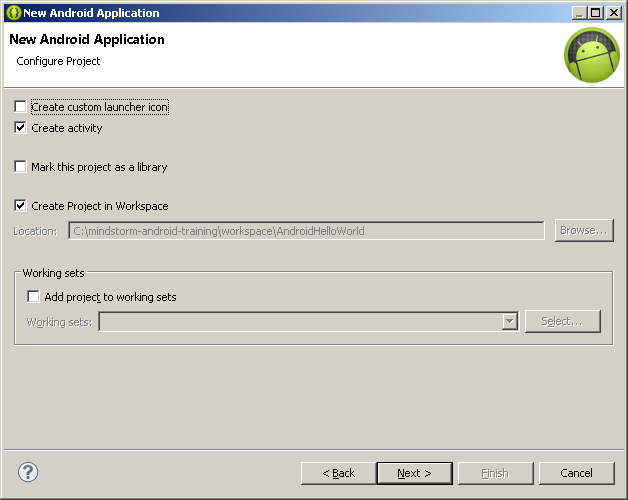 New Android Application
New Android Application
Configure Project
Create custom launcher icon
Create activity
Mark this project as a library
Create Project in Workspace
Location: C:\mindstorm-android-training\workspace\AndroidHelloWorld Browse...
Working sets
Add project to working sets
Working sets: Select...
? < Back Next > Finish Cancel